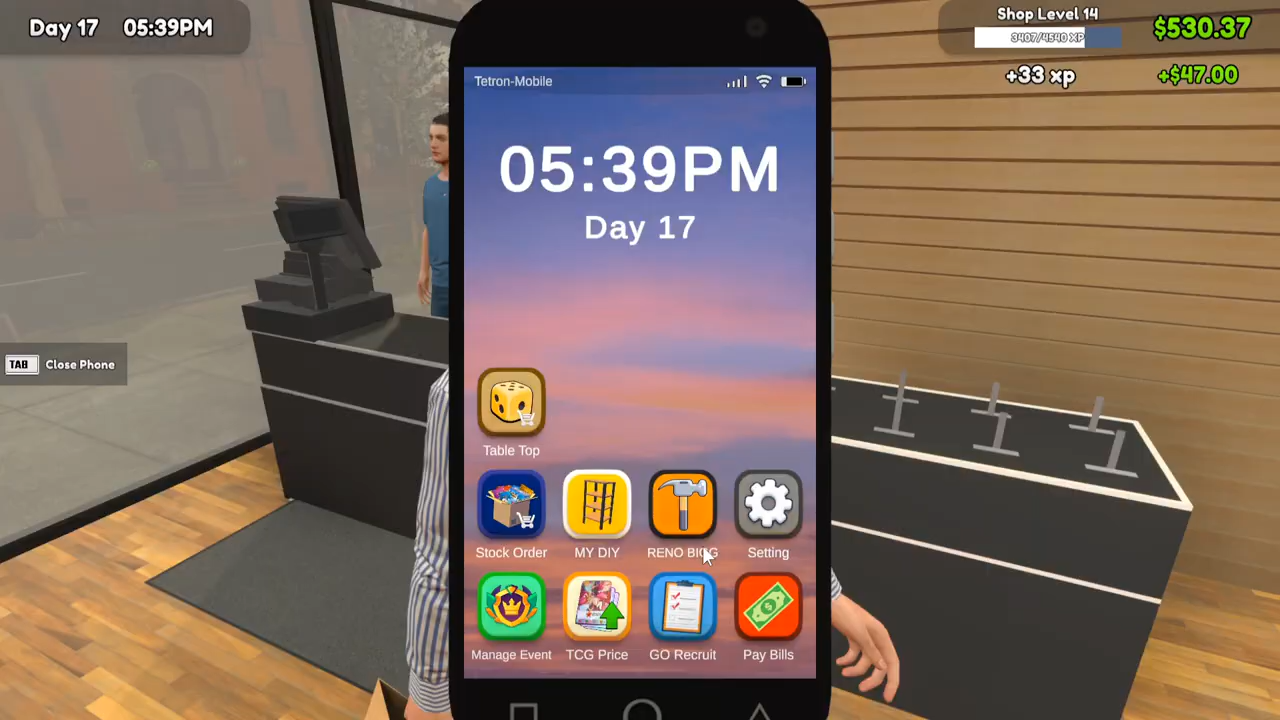 Day 17 05:39PM
Shop Level 14
3407/4540 XP
$530.37
+33 xp
+$47.00
Tetron-Mobile
05:39PM
Day 17
TAB Close Phone
Table Top
Stock Order MY DIY RENO BIGG Setting
Manage Event TCG Price GO Recruit Pay Bills